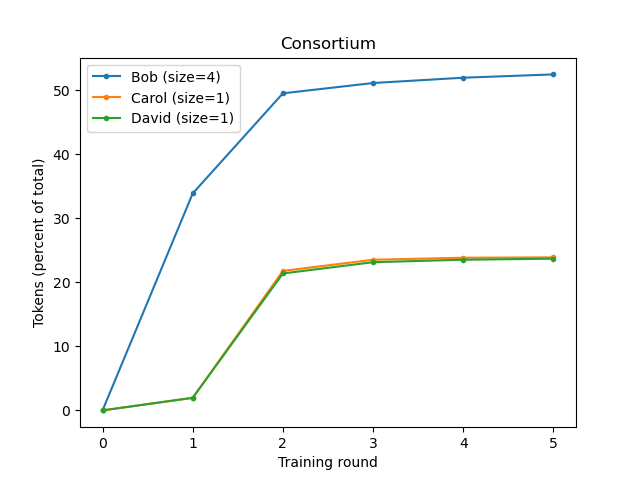 Consortium
Bob (size=4)
Carol (size=1)
David (size=1)
Tokens (percent of total)
50
40
30
20
10
0
0 1 2 3 4 5
Training round